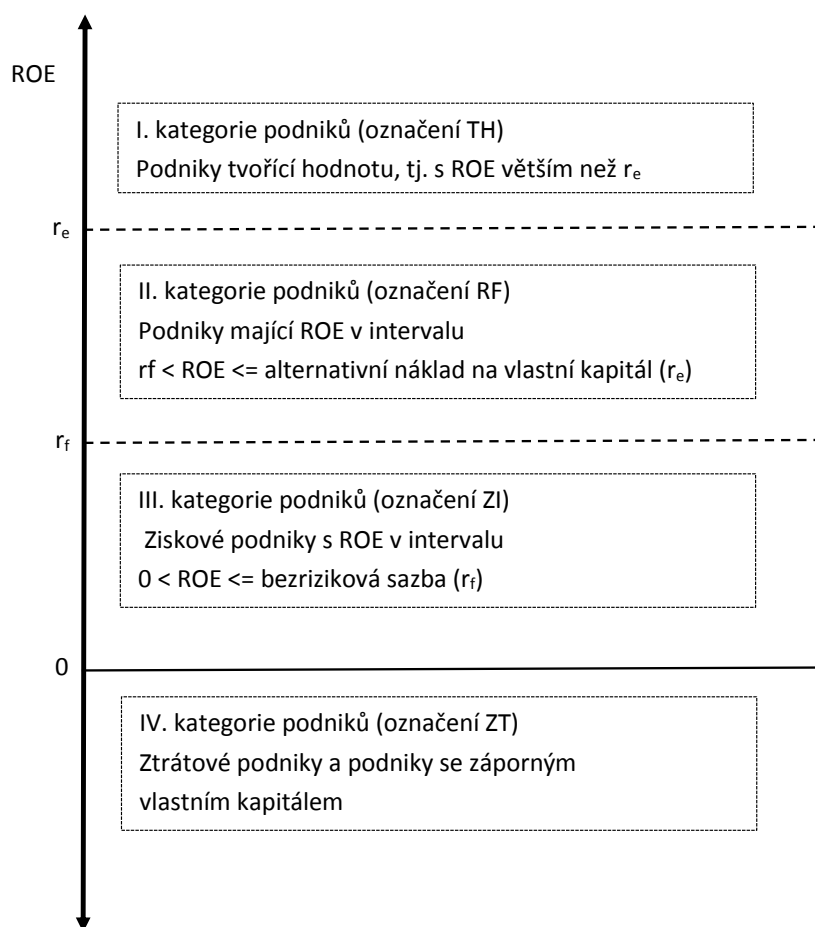 ROE
I. kategorie podniků (označení TH)
Podniky tvořící hodnotu, tj. s ROE větším než rₑ
rₑ
II. kategorie podniků (označení RF)
Podniky mající ROE v intervalu
rf < ROE <= alternativní náklad na vlastní kapitál (rₑ)
r_f
III. kategorie podniků (označení ZI)
Ziskové podniky s ROE v intervalu
0 < ROE <= bezriziková sazba (r_f)
0
IV. kategorie podniků (označení ZT)
Ztrátové podniky a podniky se záporným
vlastním kapitálem